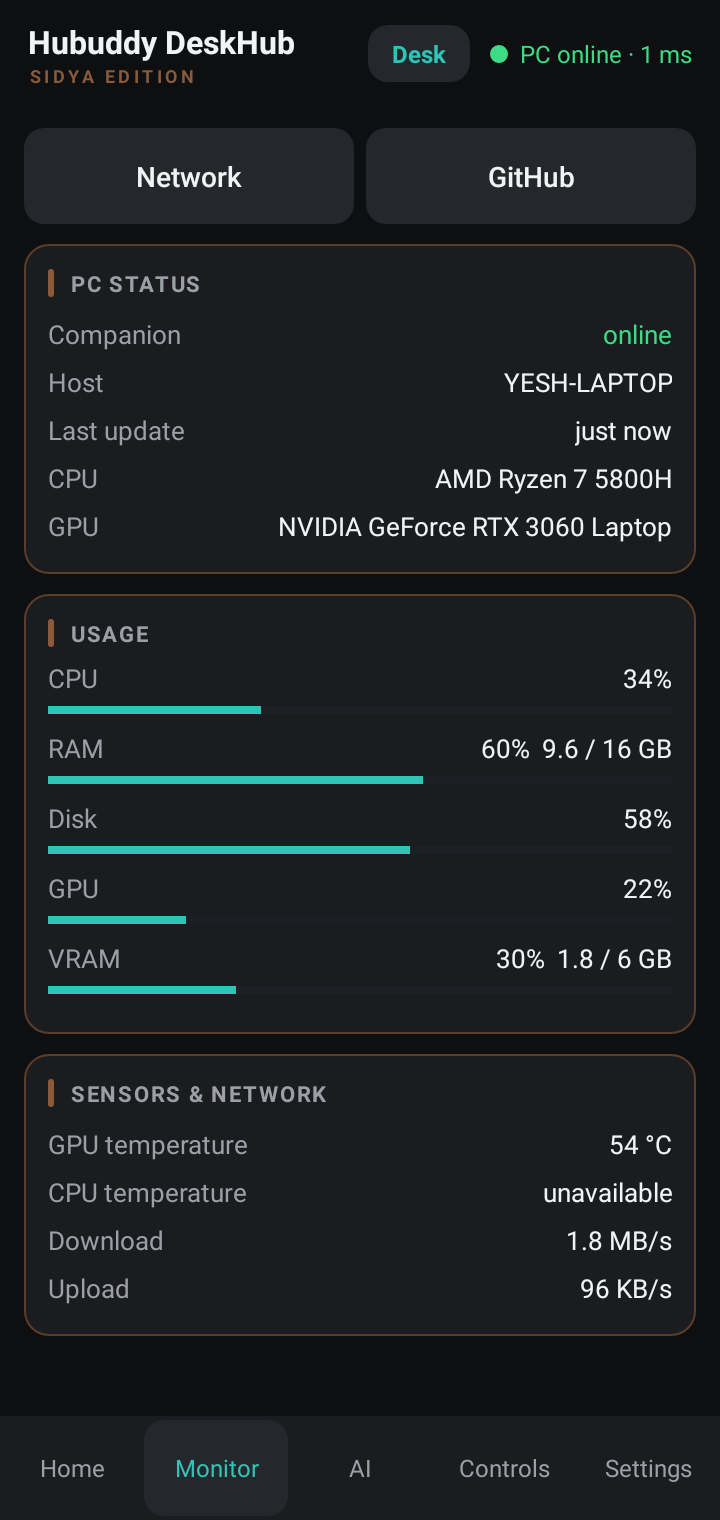 Hubuddy DeskHub
SIDYA EDITION
Desk
PC online · 1 ms
Network
GitHub
PC STATUS
Companion online
Host YESH-LAPTOP
Last update just now
CPU AMD Ryzen 7 5800H
GPU NVIDIA GeForce RTX 3060 Laptop
USAGE
CPU 34%
RAM 60% 9.6 / 16 GB
Disk 58%
GPU 22%
VRAM 30% 1.8 / 6 GB
SENSORS & NETWORK
GPU temperature 54 °C
CPU temperature unavailable
Download 1.8 MB/s
Upload 96 KB/s
Home Monitor AI Controls Settings